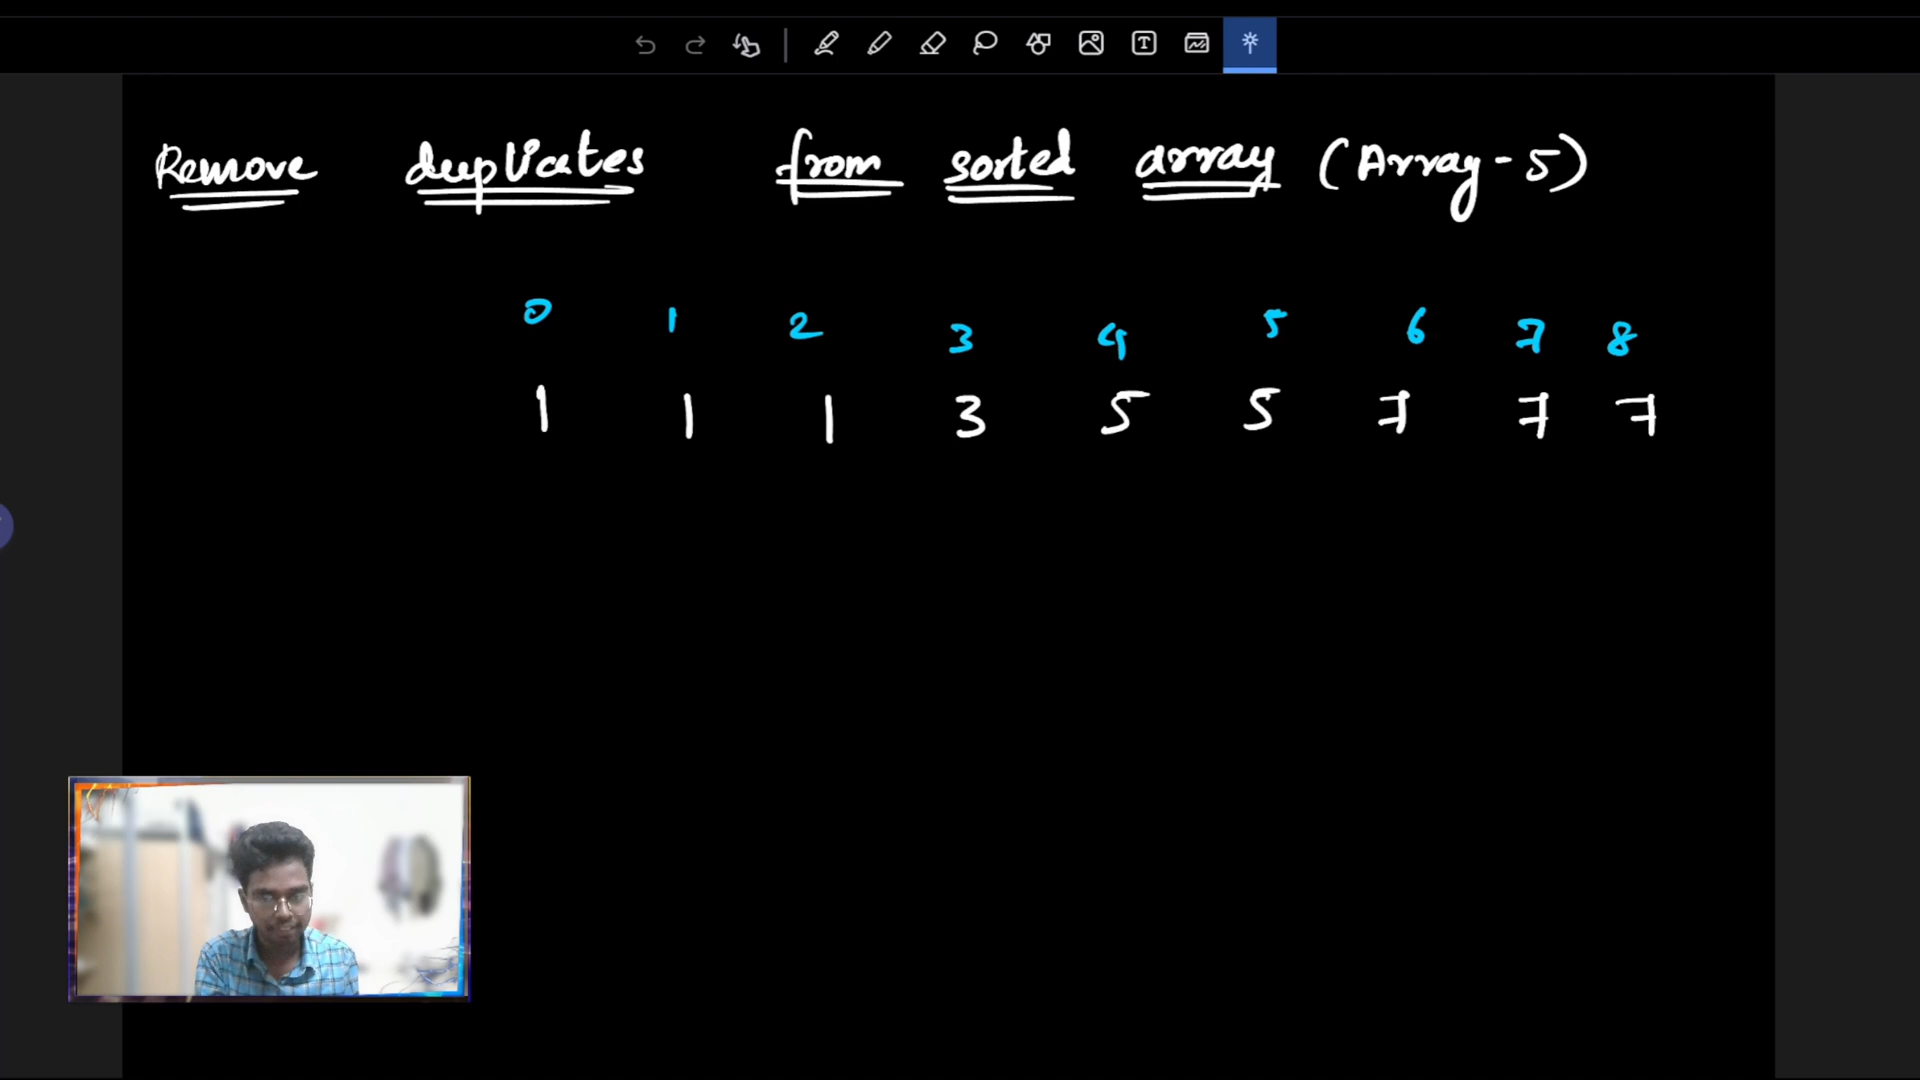 Remove deuplicates from sorted array (Array-5)
0 1 2 3 4 5 6 7 8
1 1 1 3 5 5 7 7 7